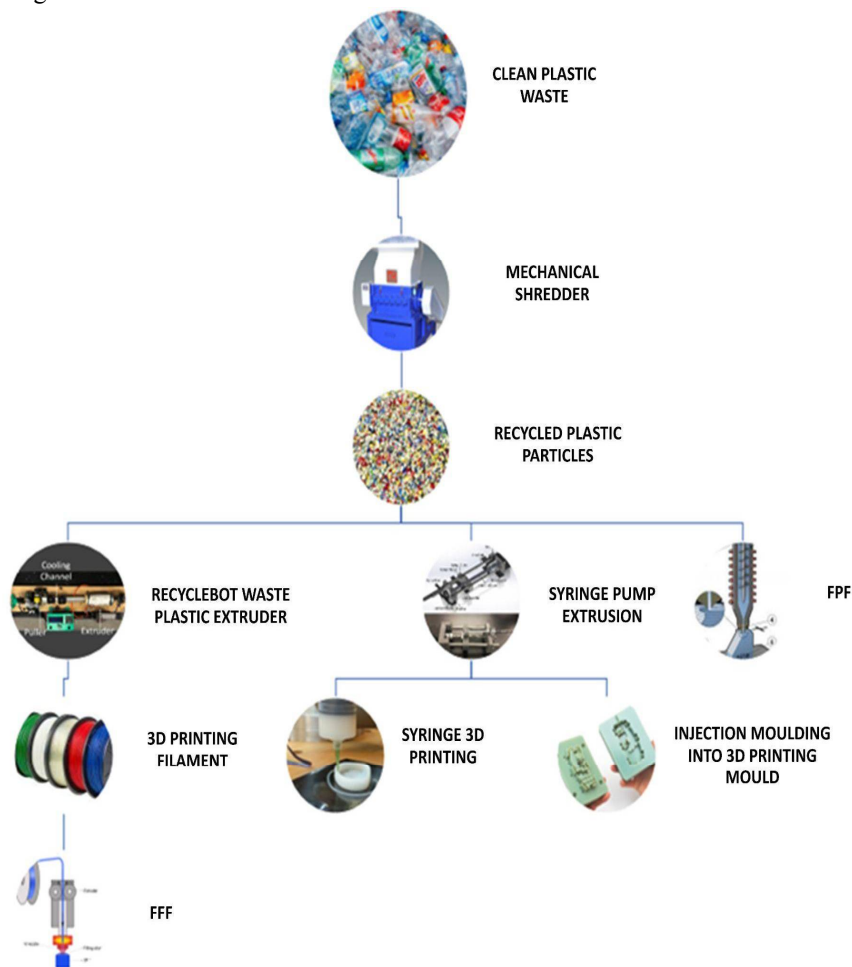 CLEAN PLASTIC
WASTE
MECHANICAL
SHREDDER
RECYCLED PLASTIC
PARTICLES
Cooling
Channel
Puller
Extruder
RECYCLEBOT WASTE
PLASTIC EXTRUDER
SYRINGE PUMP
EXTRUSION
FPF
3D PRINTING
FILAMENT
SYRINGE 3D
PRINTING
INJECTION MOULDING
INTO 3D PRINTING
MOULD
FFF